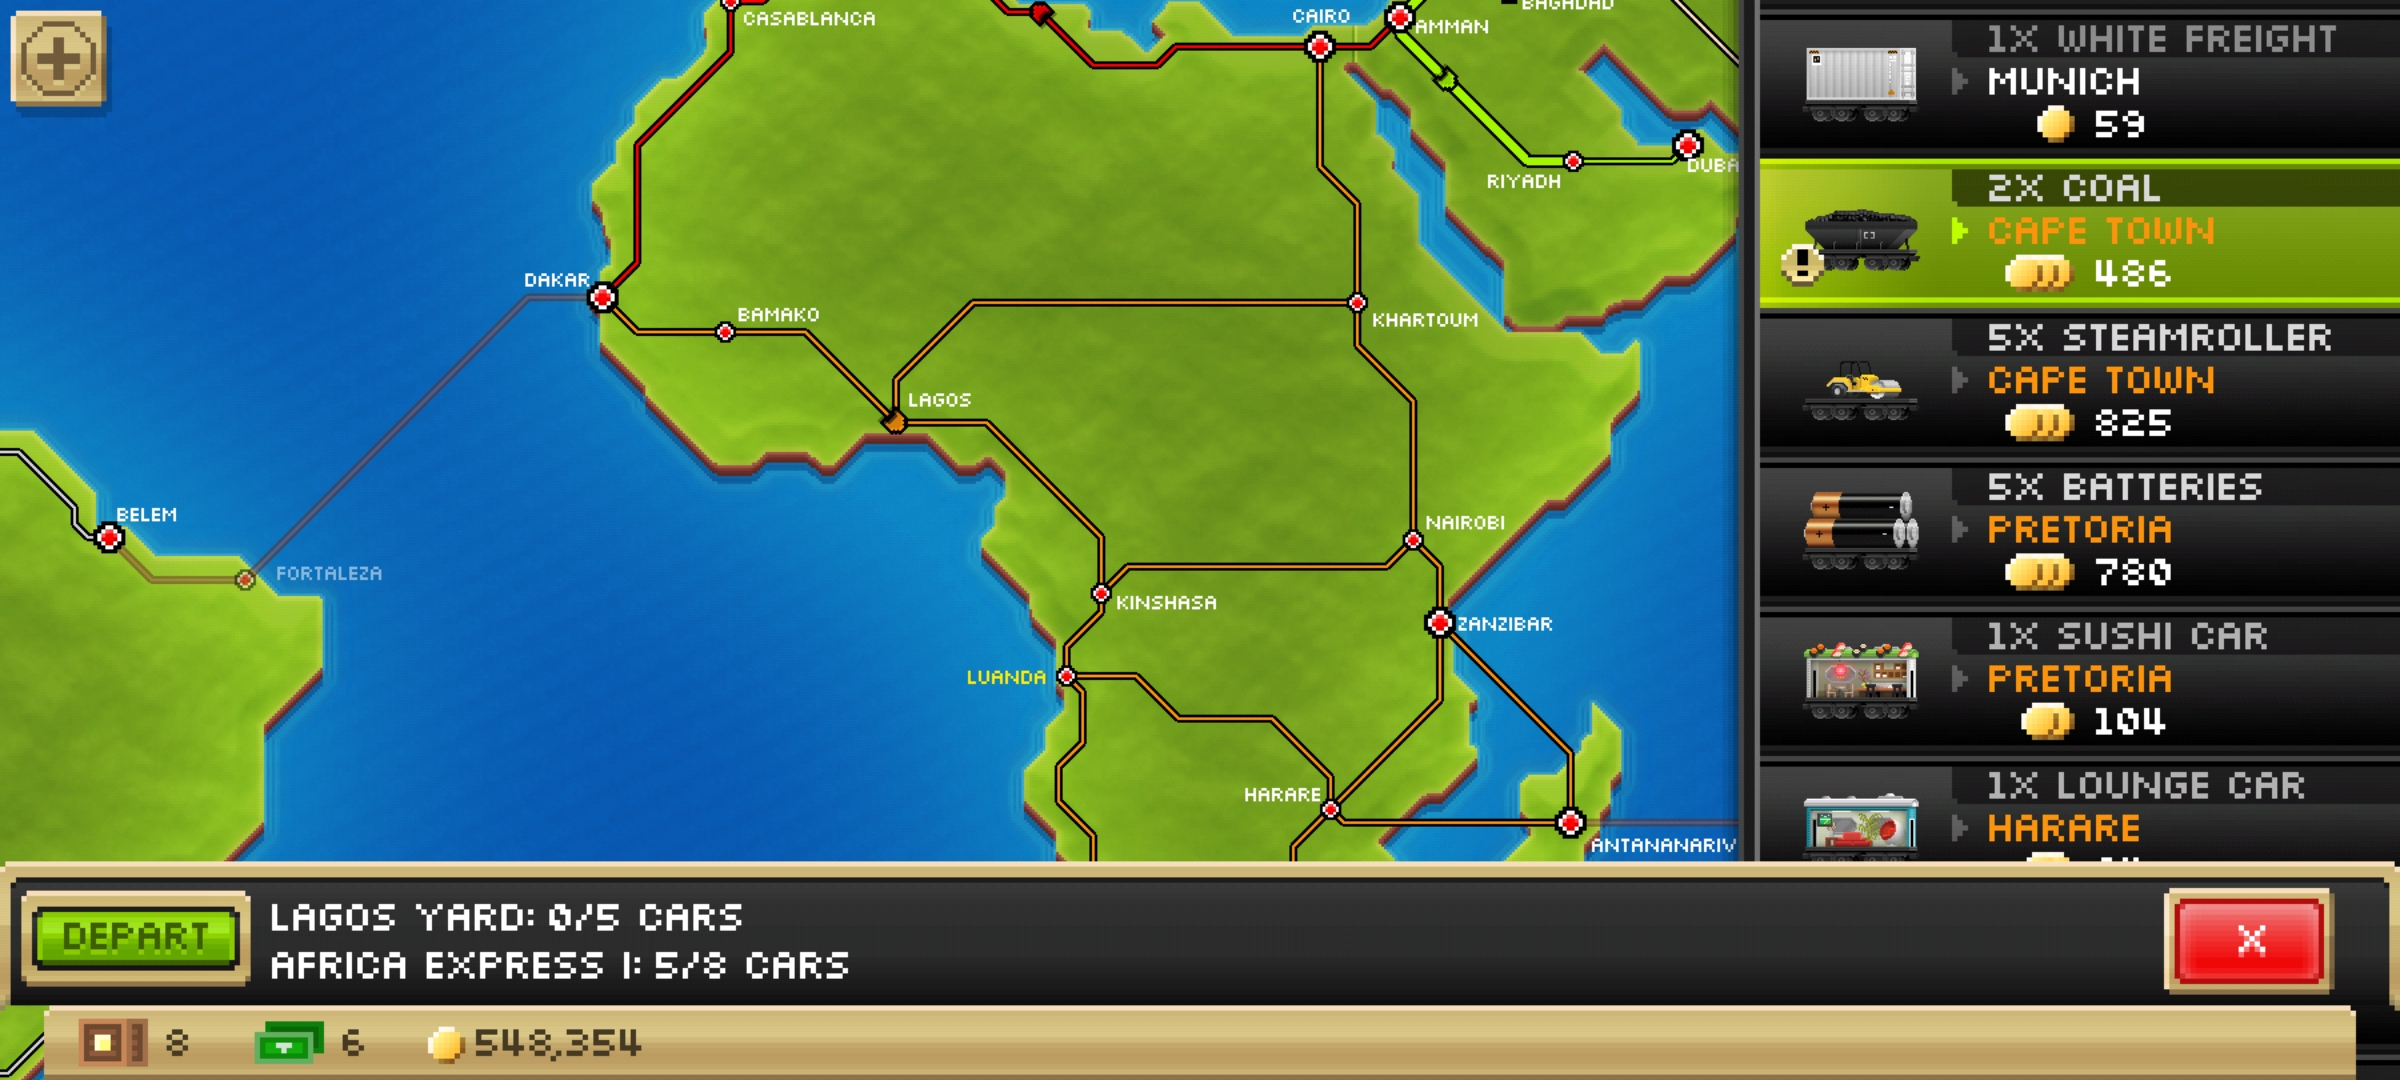 CASABLANCA
CAIRO
AMMAN
BAGHDAD
RIYADH
DUBA
DAKAR
BAMAKO
KHARTOUM
LAGOS
BELEM
FORTALEZA
NAIROBI
KINSHASA
ZANZIBAR
LUANDA
HARARE
ANTANANARIV
1X WHITE FREIGHT
MUNICH
59
2X COAL
CAPE TOWN
486
5X STEAMROLLER
CAPE TOWN
825
5X BATTERIES
PRETORIA
780
1X SUSHI CAR
PRETORIA
104
1X LOUNGE CAR
HARARE
DEPART
LAGOS YARD: 0/5 CARS
AFRICA EXPRESS I: 5/8 CARS
X
8
6
548,354